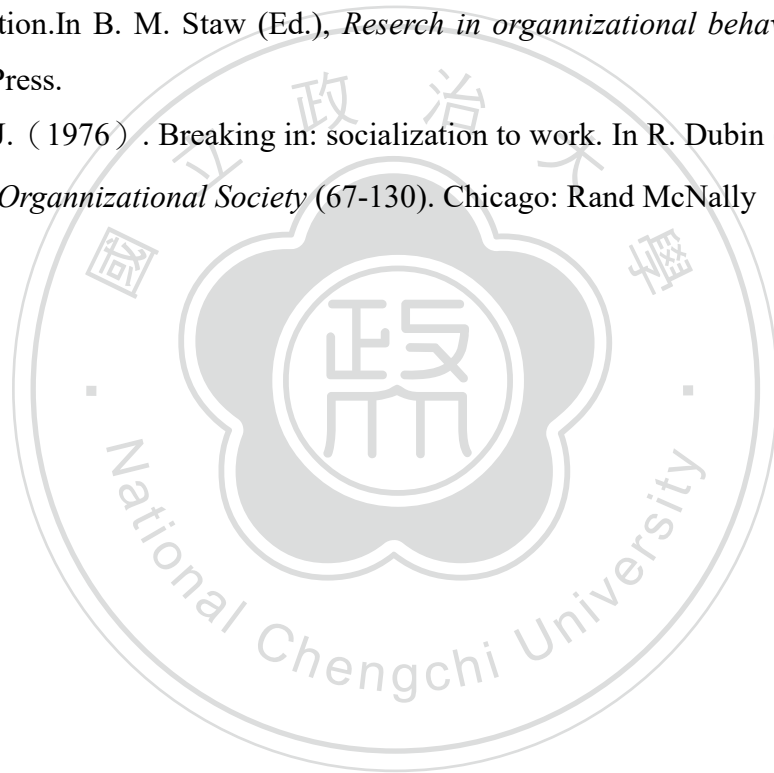 tion.In B. M. Staw (Ed.), Reserch in organnizational behav
Press.
J.（1976）. Breaking in: socialization to work. In R. Dubin
Organnizational Society (67-130). Chicago: Rand McNally
國立政治大學
National Chengchi University